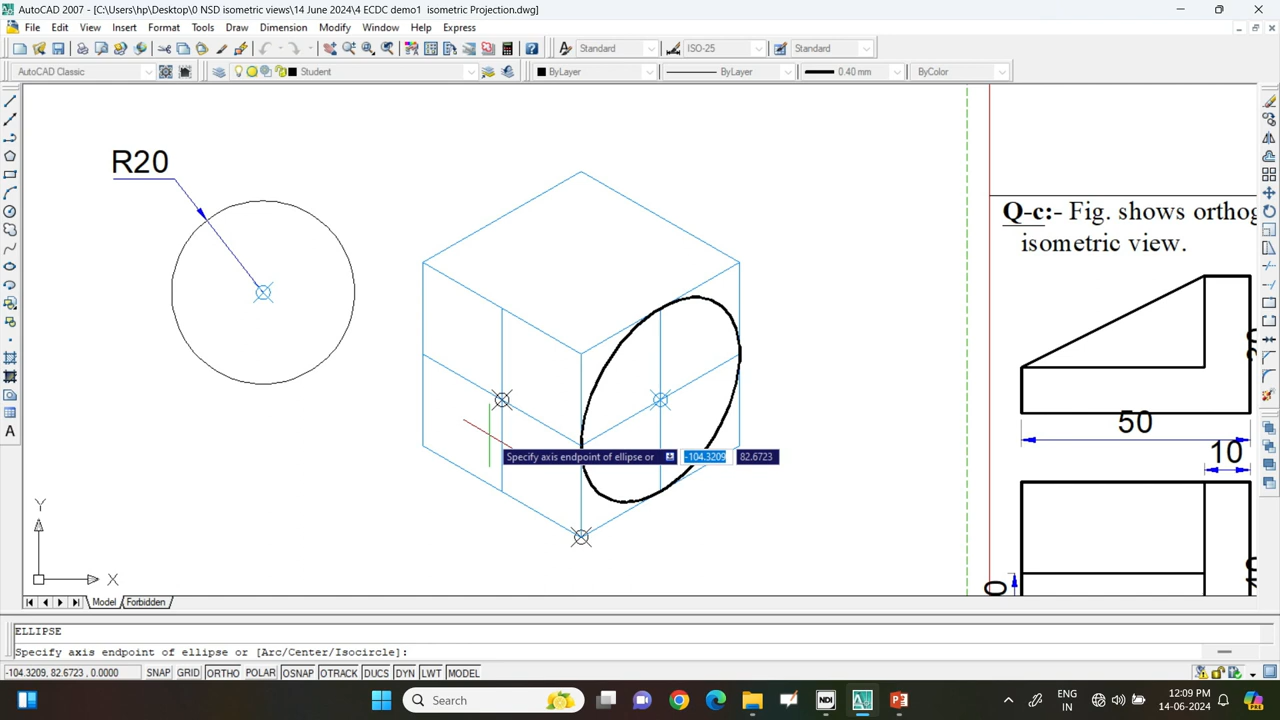 AutoCAD 2007 - [C:\Users\hp\Desktop\0 NSD isometric views\14 June 2024\4 ECDC demo1 isometric Projection.dwg]
File Edit View Insert Format Tools Draw Dimension Modify Window Help Express
Standard ISO-25 Standard
AutoCAD Classic Student ByLayer ByLayer 0.40 mm ByColor
R20
Q-c:- Fig. shows orthog
isometric view.
50
10
Specify axis endpoint of ellipse or -104.3209 82.6723
Y
X
0
Model Forbidden
ELLIPSE
Specify axis endpoint of ellipse or [Arc/Center/Isocircle]:
-104.3209, 82.6723, 0.0000 SNAP GRID ORTHO POLAR OSNAP OTRACK DUCS DYN LWT MODEL
Search
ENG
IN
12:09 PM
14-06-2024